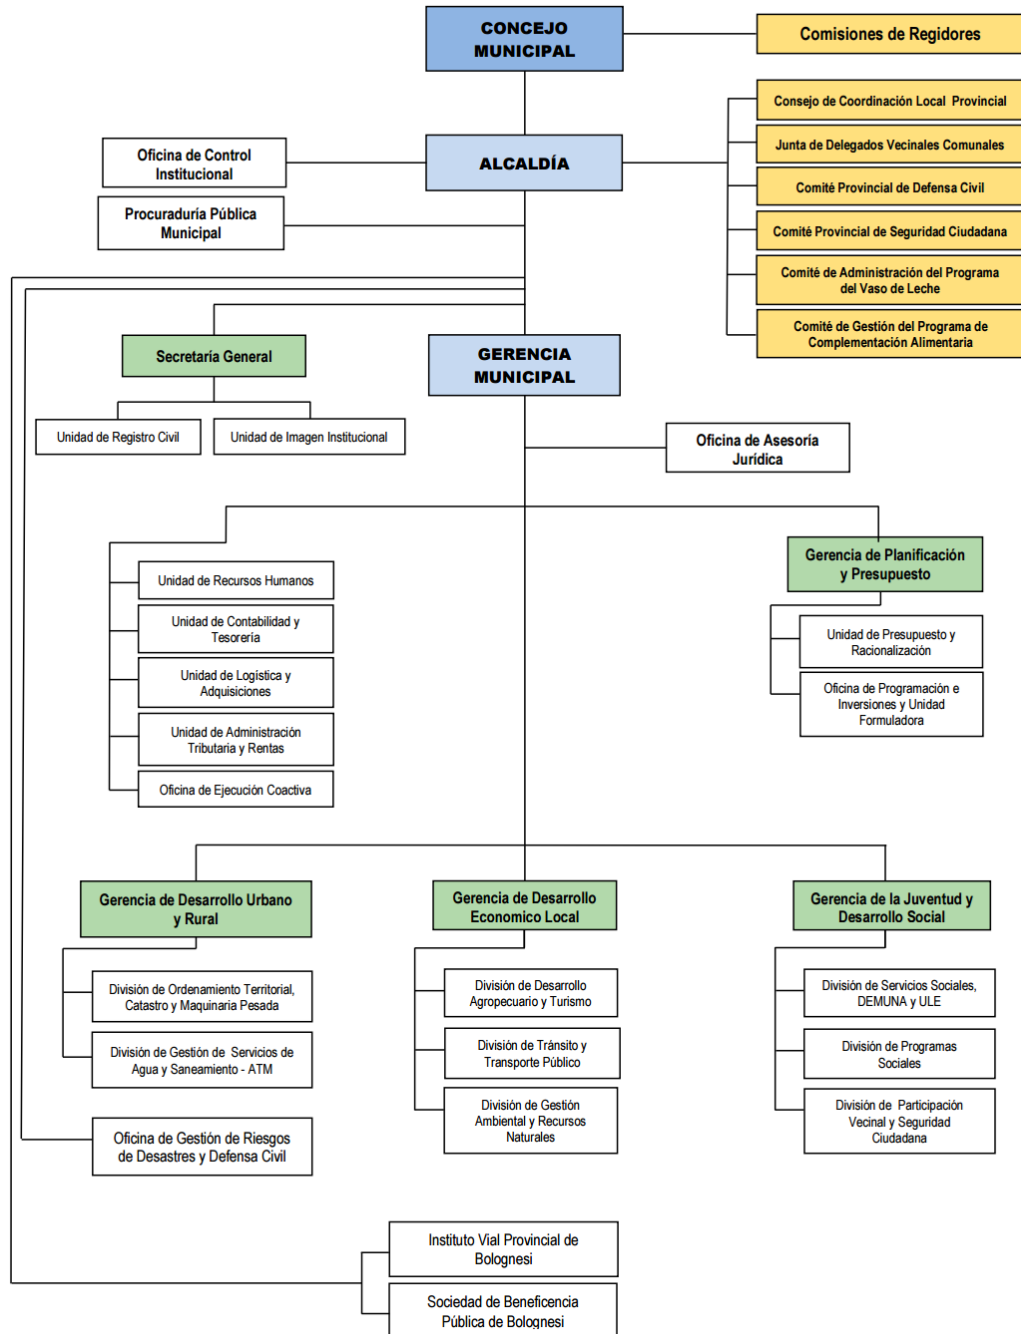 CONCEJO
MUNICIPAL
Comisiones de Regidores
Consejo de Coordinación Local Provincial
Junta de Delegados Vecinales Comunales
Comité Provincial de Defensa Civil
Comité Provincial de Seguridad Ciudadana
Comité de Administración del Programa
del Vaso de Leche
Comité de Gestión del Programa de
Complementación Alimentaria
Oficina de Control
Institucional
ALCALDÍA
Procuraduría Pública
Municipal
Secretaría General
GERENCIA
MUNICIPAL
Unidad de Registro Civil
Unidad de Imagen Institucional
Oficina de Asesoría
Jurídica
Unidad de Recursos Humanos
Unidad de Contabilidad y
Tesorería
Unidad de Logística y
Adquisiciones
Unidad de Administración
Tributaria y Rentas
Oficina de Ejecución Coactiva
Gerencia de Planificación
y Presupuesto
Unidad de Presupuesto y
Racionalización
Oficina de Programación e
Inversiones y Unidad
Formuladora
Gerencia de Desarrollo Urbano
y Rural
División de Ordenamiento Territorial,
Catastro y Maquinaria Pesada
División de Gestión de Servicios de
Agua y Saneamiento - ATM
Oficina de Gestión de Riesgos
de Desastres y Defensa Civil
Gerencia de Desarrollo
Economico Local
División de Desarrollo
Agropecuario y Turismo
División de Tránsito y
Transporte Público
División de Gestión
Ambiental y Recursos
Naturales
Gerencia de la Juventud y
Desarrollo Social
División de Servicios Sociales,
DEMUNA y ULE
División de Programas
Sociales
División de Participación
Vecinal y Seguridad
Ciudadana
Instituto Vial Provincial de
Bolognesi
Sociedad de Beneficencia
Pública de Bolognesi